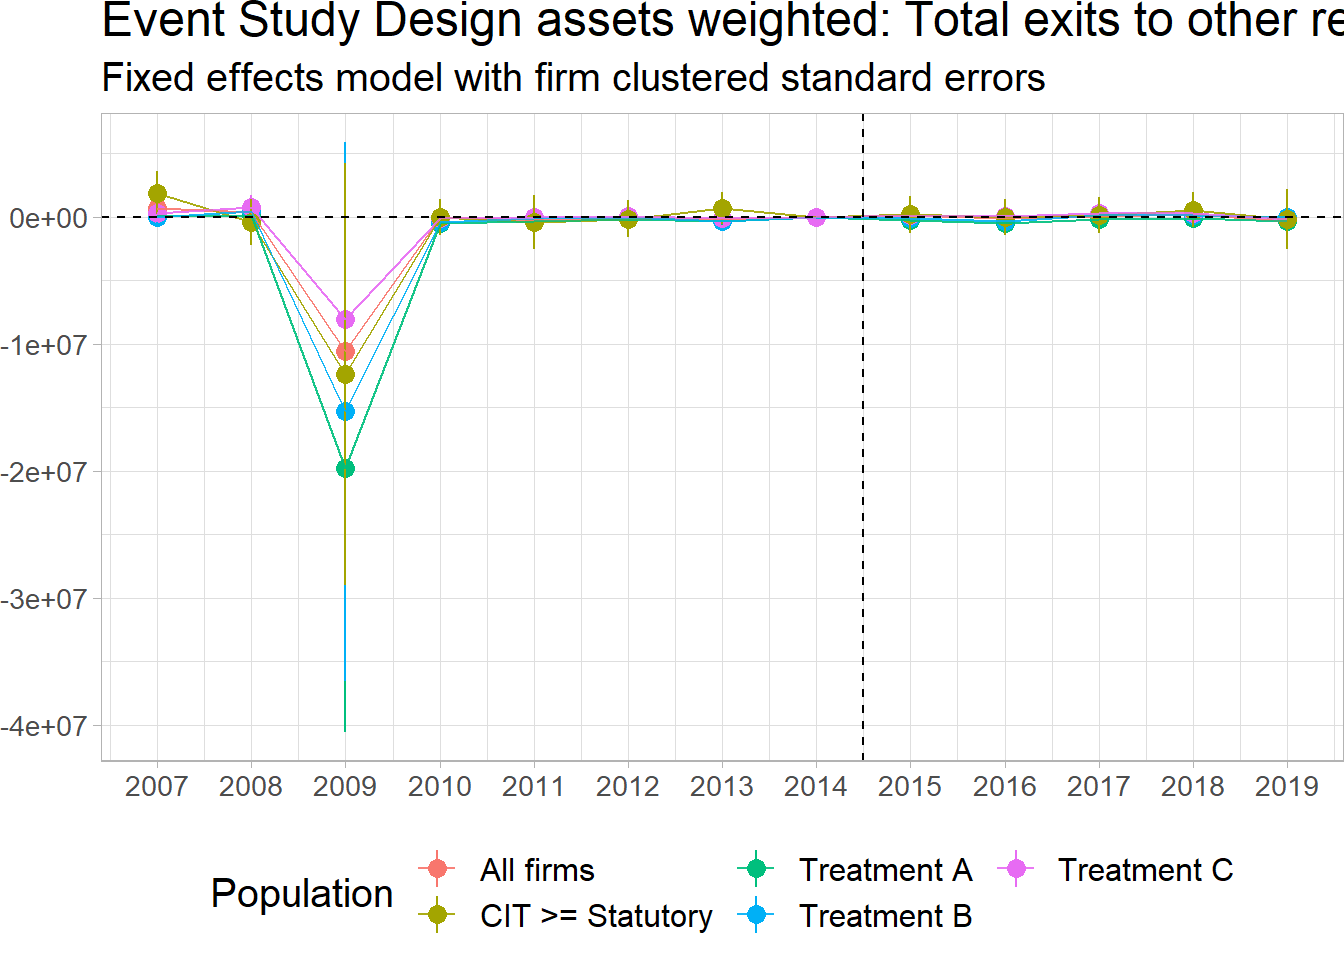 Event Study Design assets weighted: Total exits to other re
Fixed effects model with firm clustered standard errors
0e+00
-1e+07
-2e+07
-3e+07
-4e+07
2007 2008 2009 2010 2011 2012 2013 2014 2015 2016 2017 2018 2019
Population
All firms
CIT >= Statutory
Treatment A
Treatment B
Treatment C